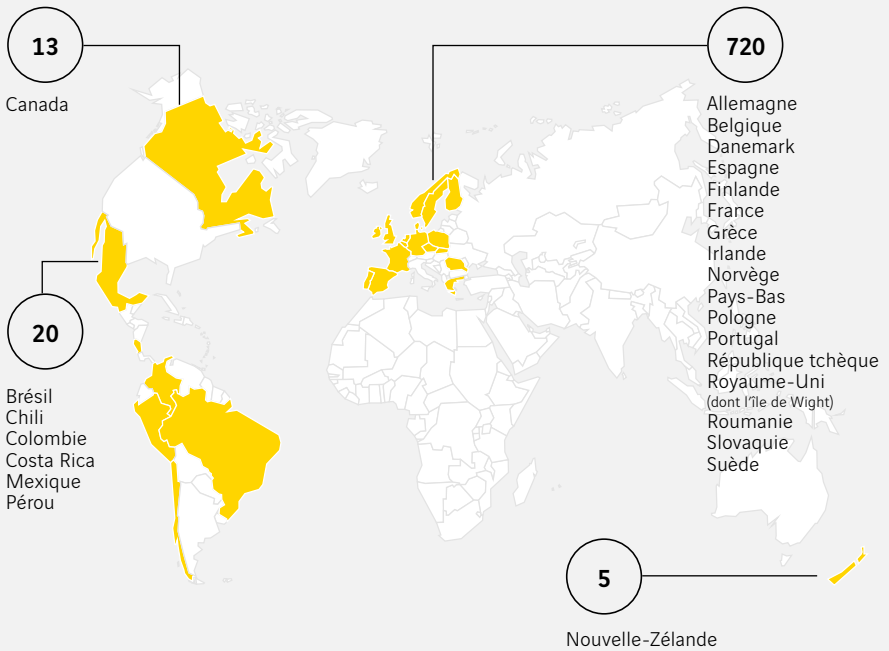 13
Canada
720
Allemagne
Belgique
Danemark
Espagne
Finlande
France
Grèce
Irlande
Norvège
Pays-Bas
Pologne
Portugal
République tchèque
Royaume-Uni
(dont l'île de Wight)
Roumanie
Slovaquie
Suède
20
Brésil
Chili
Colombie
Costa Rica
Mexique
Pérou
5
Nouvelle-Zélande